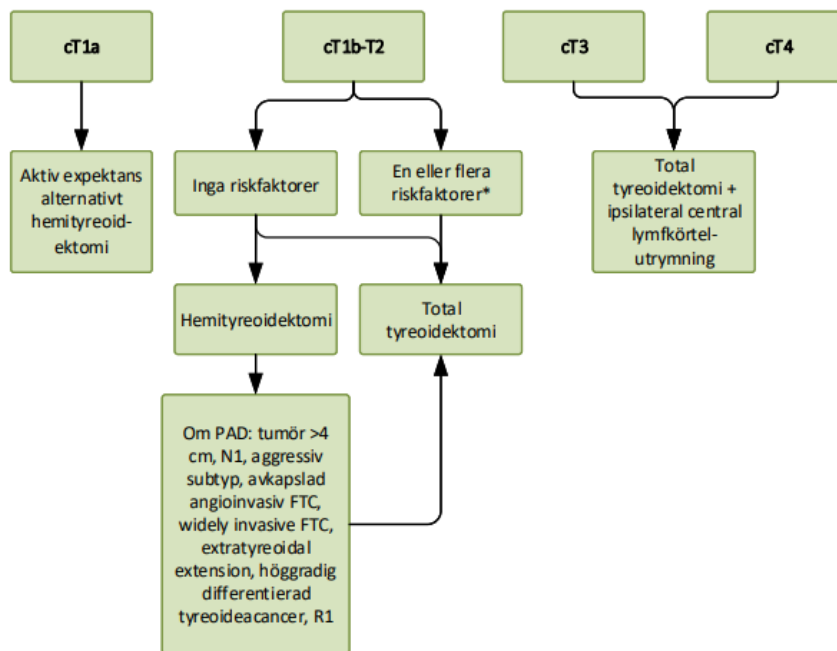 cT1a
cT1b-T2
cT3
cT4
Aktiv expektans
alternativt
hemityreoid-
ektomi
Inga riskfaktorer
En eller flera
riskfaktorer*
Total
tyreoidektomi +
ipsilateral central
lymfkörtel-
utrymning
Hemityreoidektomi
Total
tyreoidektomi
Om PAD: tumör >4
cm, N1, aggressiv
subtyp, avkapslad
angioinvasiv FTC,
widely invasive FTC,
extratyreoidal
extension, höggradig
differentierad
tyreoideacancer, R1